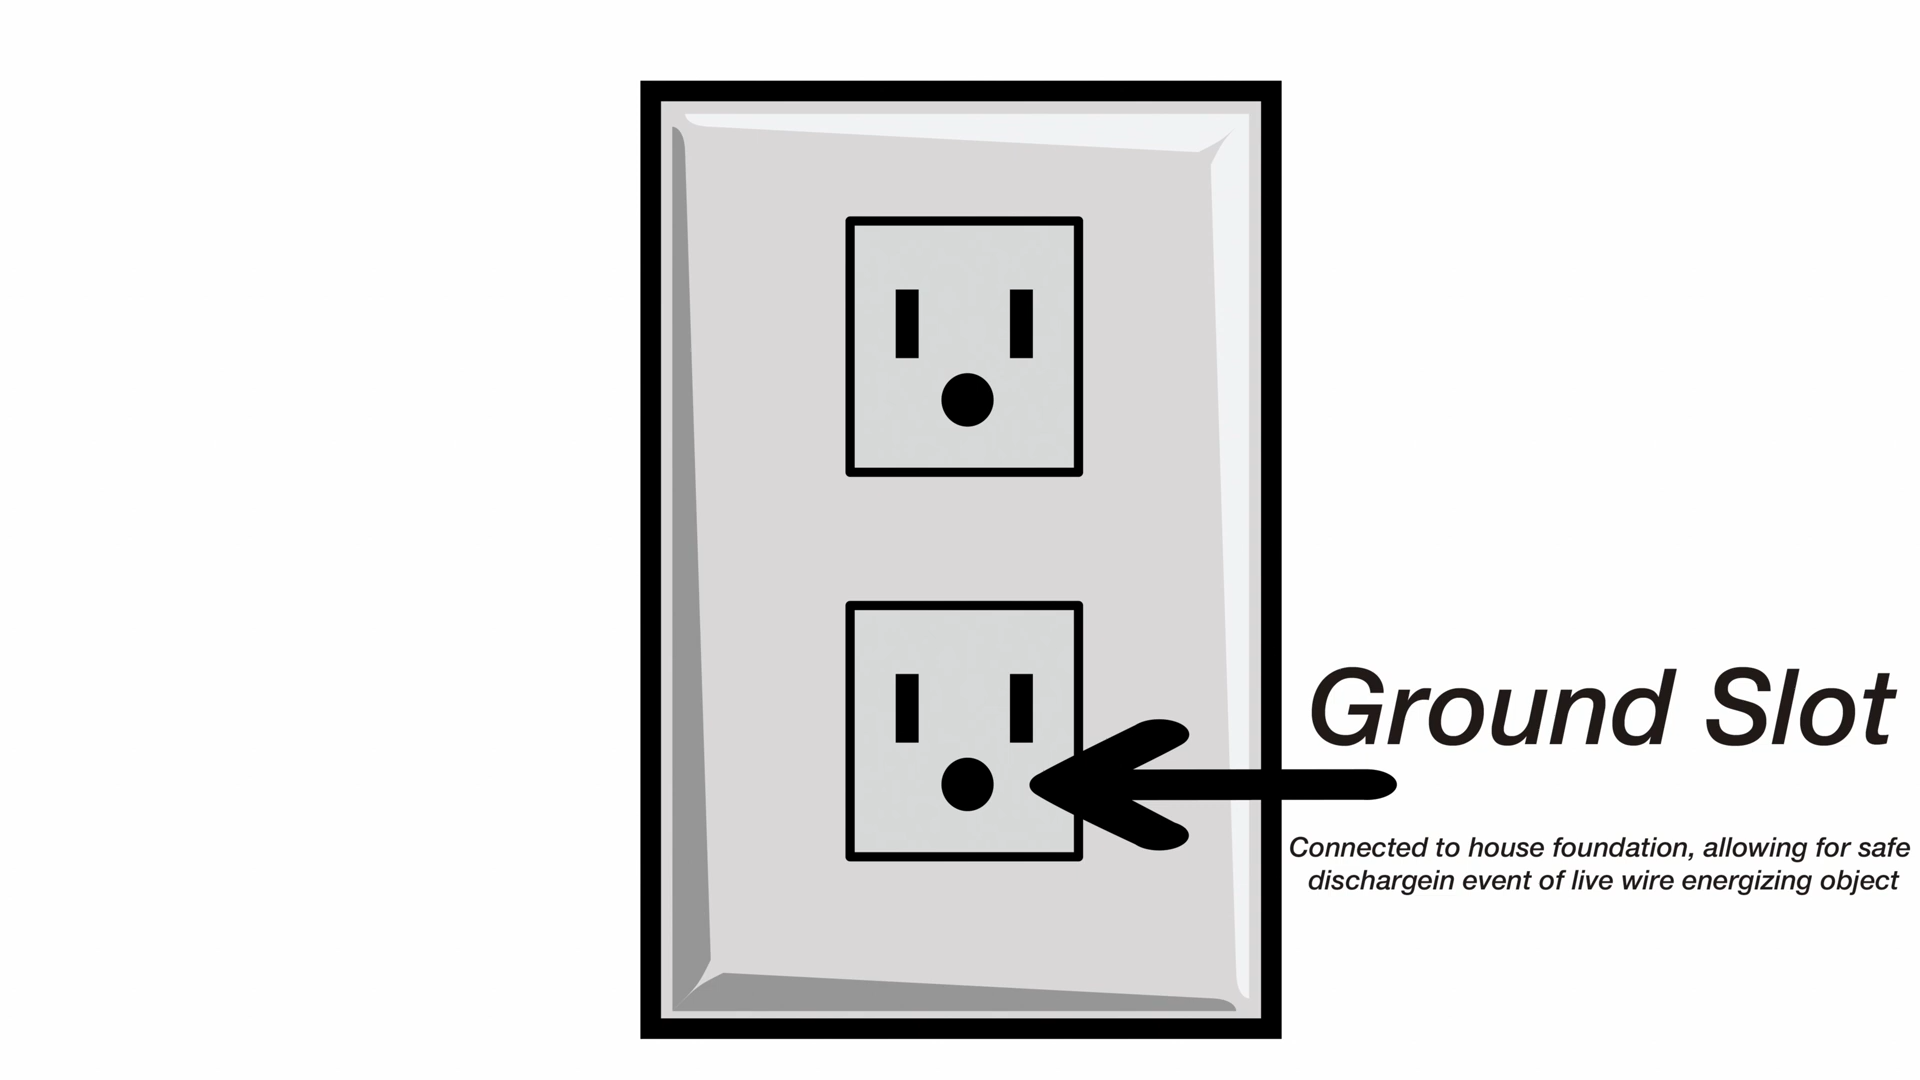 Ground Slot
Connected to house foundation, allowing for safe
dischargein event of live wire energizing object